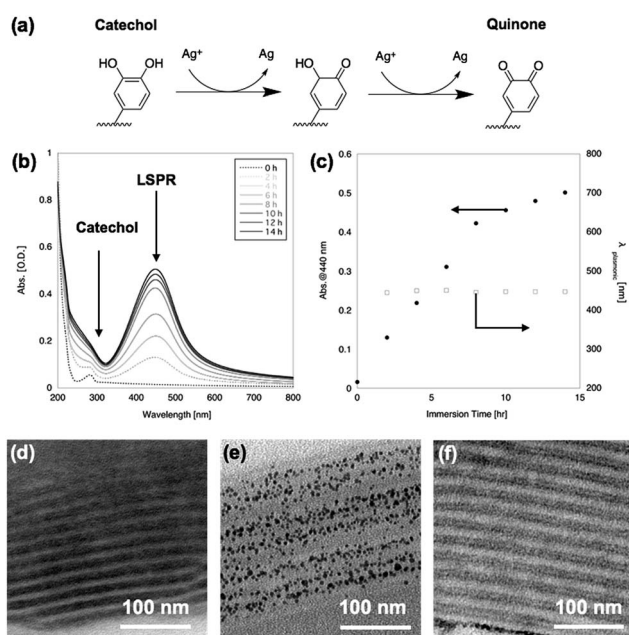 (a)
Catechol
Quinone
HO OH
Ag⁺ Ag
HO O
Ag⁺ Ag
O O
(b)
LSPR
Catechol
0 h
2 h
4 h
6 h
8 h
10 h
12 h
14 h
1
0.8
0.6
0.4
0.2
0
Abs. [O.D.]
200 300 400 500 600 700 800
Wavelength [nm]
(c)
0.6
0.5
0.4
0.3
0.2
0.1
0
Abs.@440 nm
800
700
600
500
400
300
200
λ plasmonic [nm]
0 5 10 15
Immersion Time [hr]
(d)
100 nm
(e)
100 nm
(f)
100 nm